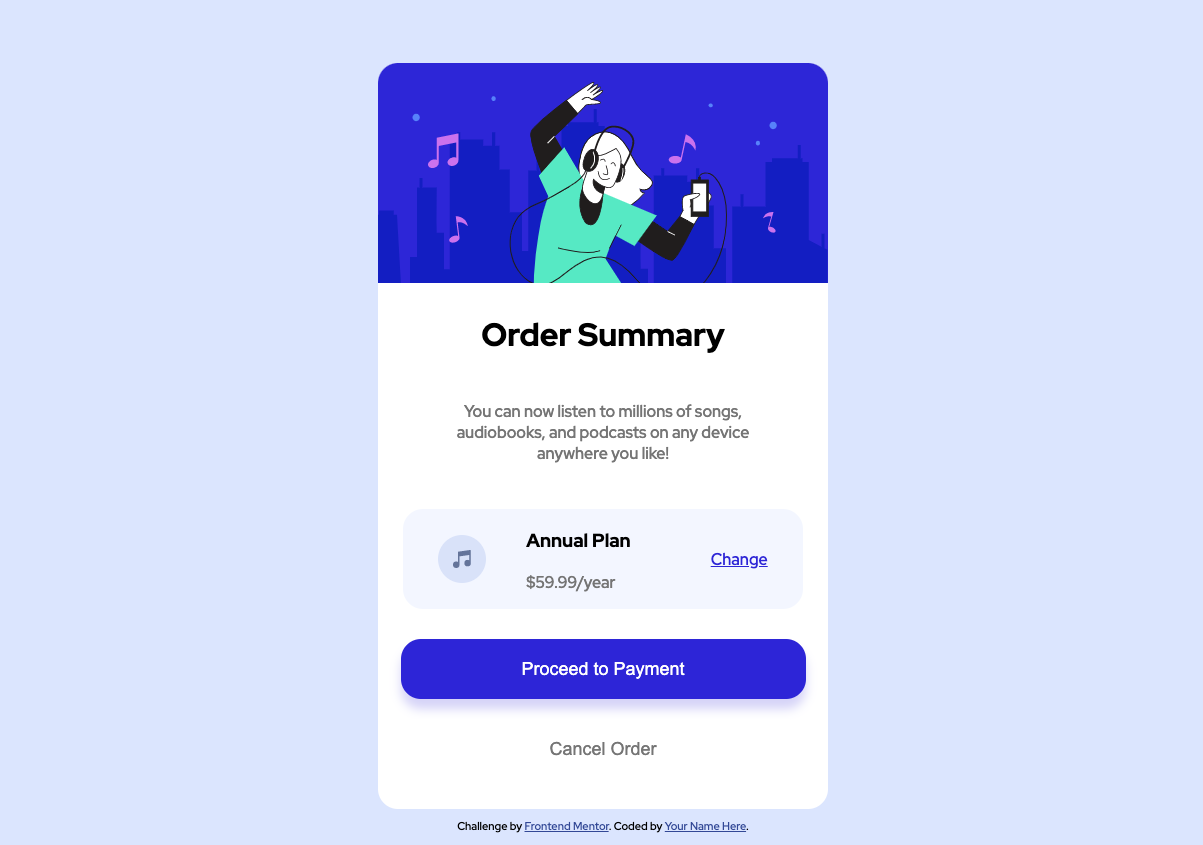 Order Summary
You can now listen to millions of songs,
audiobooks, and podcasts on any device
anywhere you like!
Annual Plan
$59.99/year
Change
Proceed to Payment
Cancel Order
Challenge by Frontend Mentor. Coded by Your Name Here.